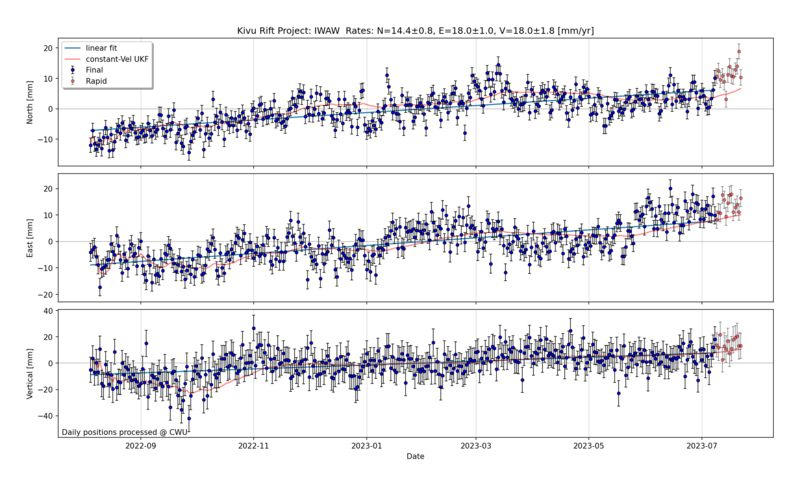 Kivu Rift Project: IWAW  Rates: N=14.4±0.8, E=18.0±1.0, V=18.0±1.8 [mm/yr]
linear fit
constant-Vel UKF
Final
Rapid
20
10
0
−10
North [mm]
20
10
0
−10
−20
East [mm]
40
20
0
−20
−40
Vertical [mm]
Daily positions processed @ CWU
2022-09
2022-11
2023-01
2023-03
2023-05
2023-07
Date